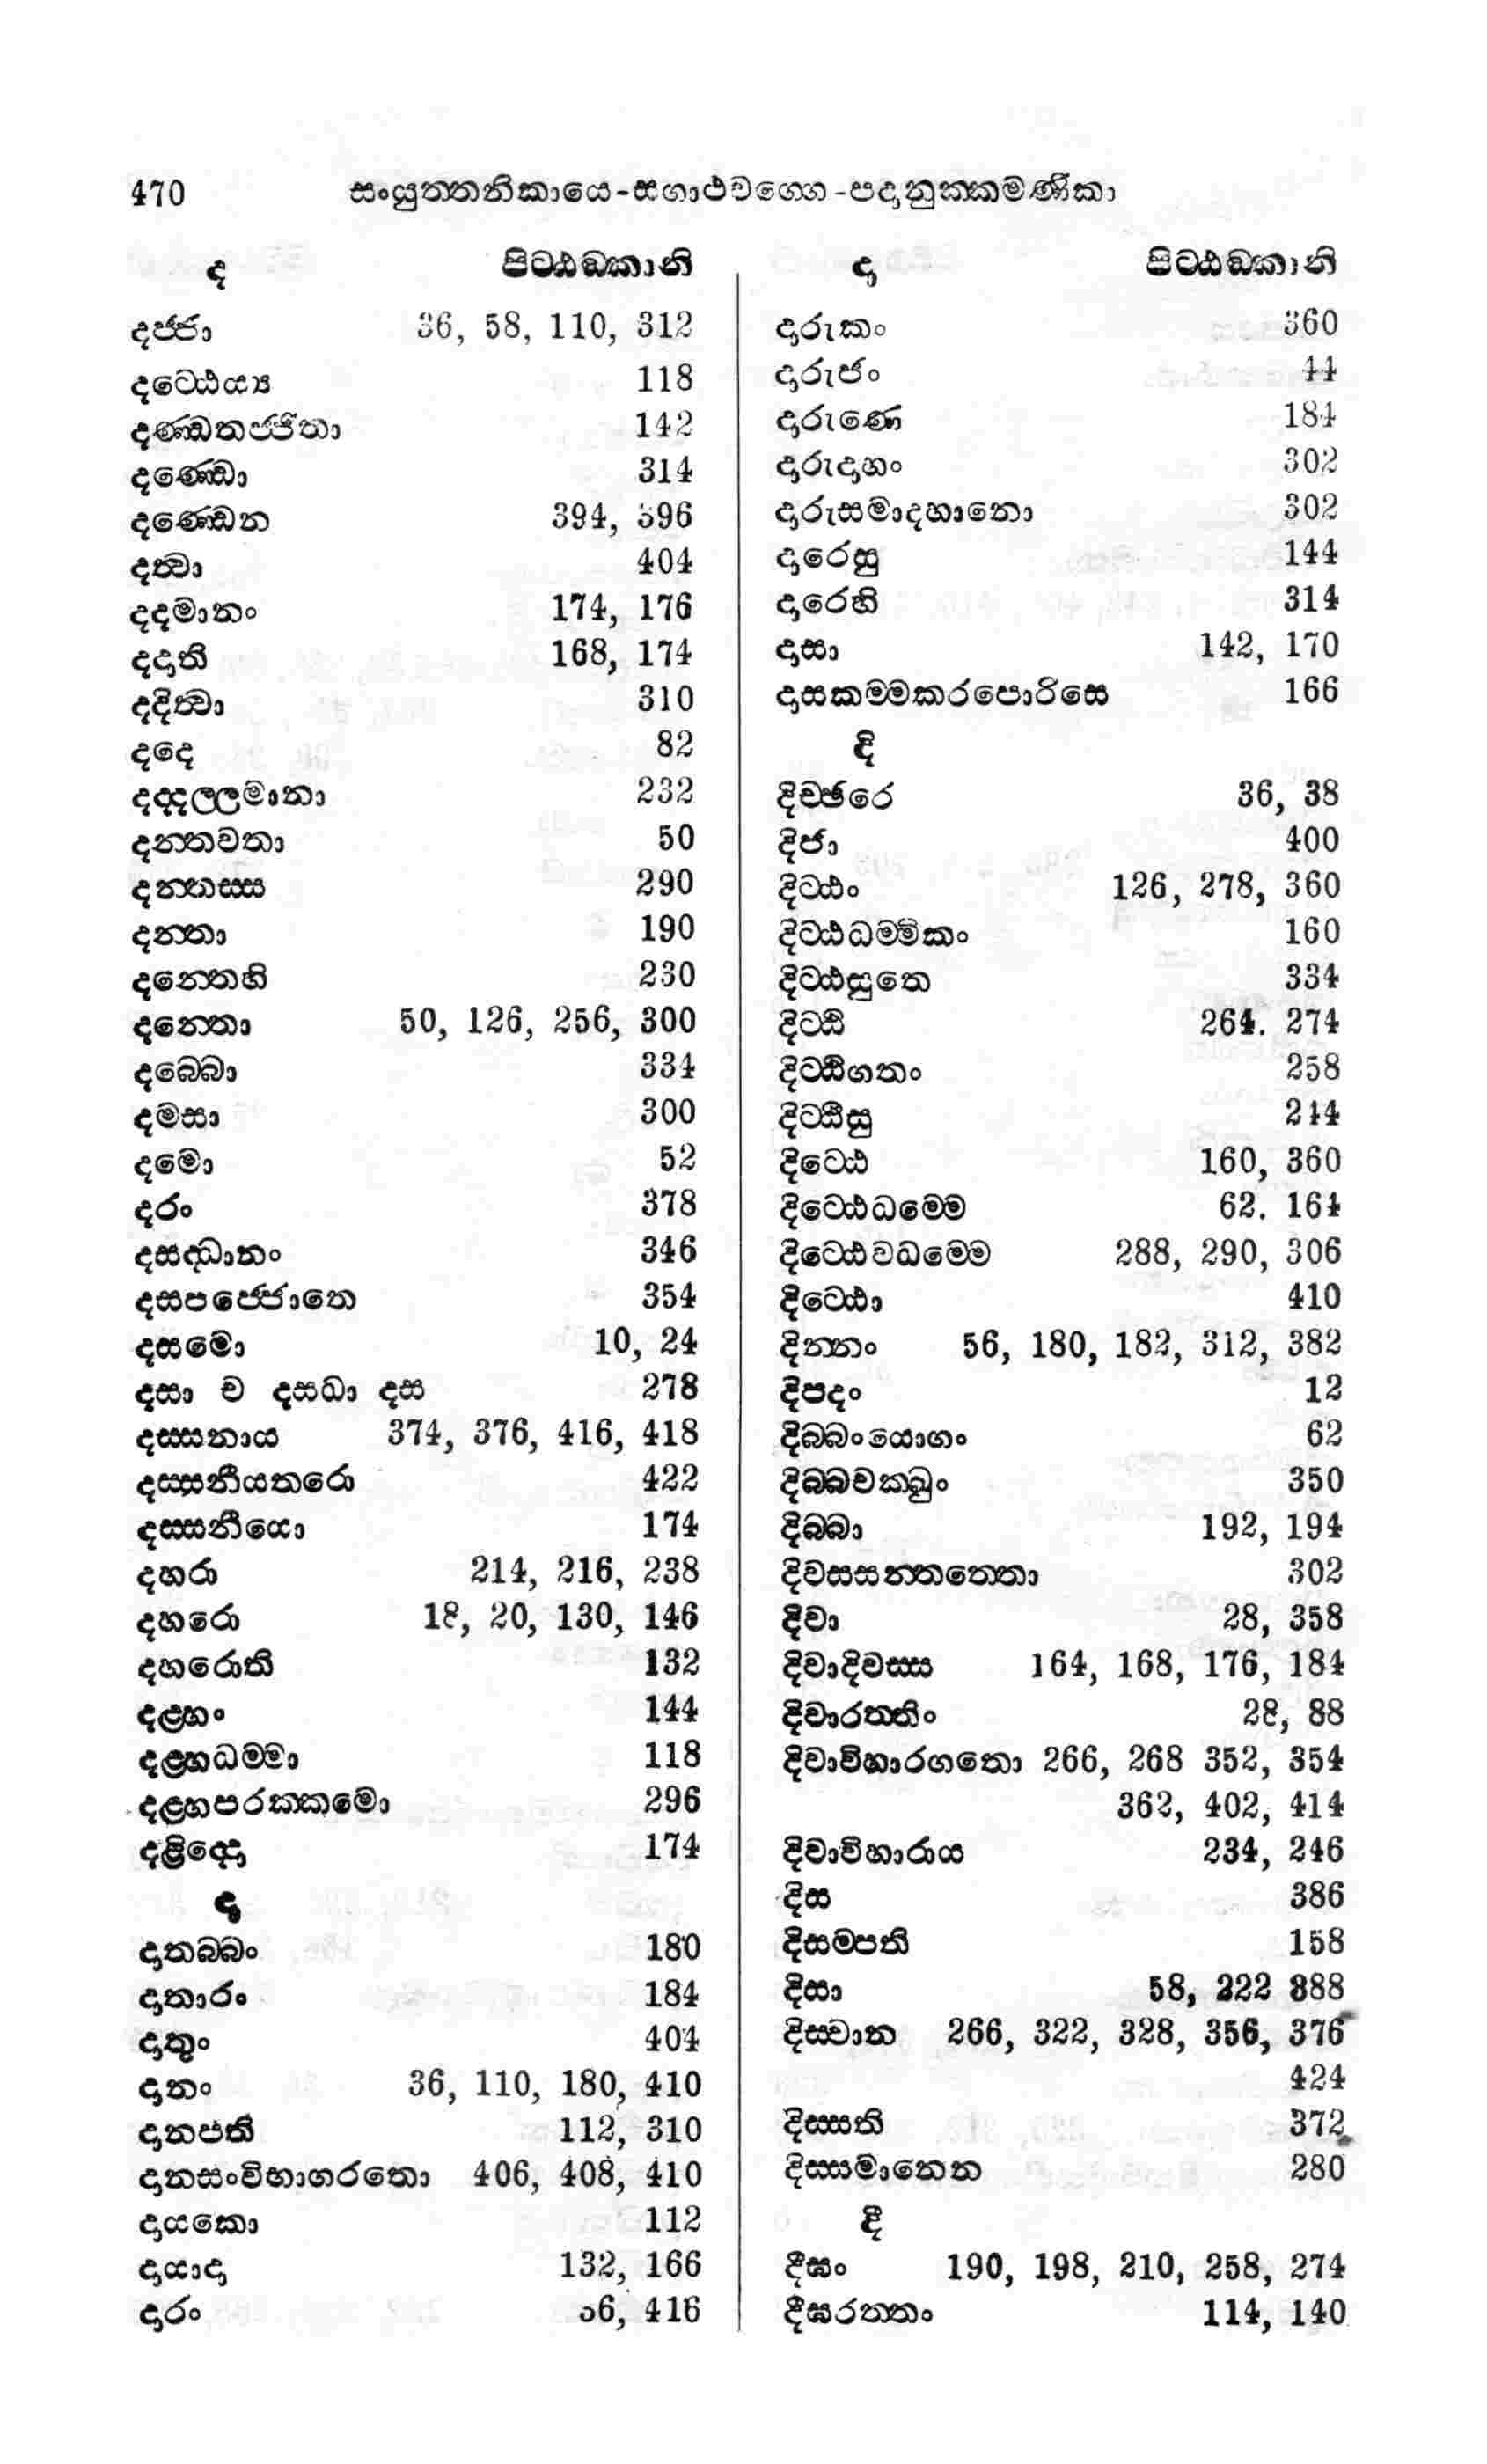 470 සංයුත්තනිකායෙ-සගාථවග්ගෙ-පදානුක්කමණිකා
ද පිට්ඨඞ්කානි
දජ්ජා 36, 58, 110, 312
දට්ඨෙය්‍ය 118
දණ්ඩතජ්ජිතා 142
දණ්ඩො 314
දණ්ඩෙන 394, 396
දත්වා 404
දදමානං 174, 176
දදාති 168, 174
දදිත්වා 310
දදෙ 82
දද්දල්ලමානා 232
දන්තවතා 50
දන්තස්ස 290
දන්තා 190
දන්තෙහි 230
දන්තො 50, 126, 256, 300
දබ්බො 334
දමසා 300
දමො 52
දරං 378
දසද්ධානං 346
දසපජ්ජොතෙ 354
දසමො 10, 24
දසා ච දසධා දස 278
දස්සනාය 374, 376, 416, 418
දස්සනීයතරො 422
දස්සනීයො 174
දහරා 214, 216, 238
දහරො 18, 20, 130, 146
දහරොති 132
දළ්හං 144
දළ්හධම්මා 118
දළ්හපරක්කමො 296
දළිද්දො 174
දා
දාතබ්බං 180
දාතාරං 184
දාතුං 404
දානං 36, 110, 180, 410
දානපති 112, 310
දානසංවිභාගරතො 406, 408, 410
දායකො 112
දායාදා 132, 166
දාරං 36, 416
දා පිට්ඨඞ්කානි
දාරුකං 360
දාරුජං 44
දාරුණෙ 184
දාරුදාහං 302
දාරුසමාදහානො 302
දාරෙසු 144
දාරෙහි 314
දාසා 142, 170
දාසකම්මකරපොරිසෙ 166
දි
දිච්ඡරෙ 36, 38
දිජා 400
දිට්ඨං 126, 278, 360
දිට්ඨධම්මිකං 160
දිට්ඨසුතෙ 334
දිට්ඨි 264. 274
දිට්ඨිගතං 258
දිට්ඨීසු 244
දිට්ඨෙ 160, 360
දිට්ඨෙධම්මෙ 62. 164
දිට්ඨෙවධම්මෙ 288, 290, 306
දිට්ඨො 410
දින්නං 56, 180, 182, 312, 382
දිපදං 12
දිබ්බංයොගං 62
දිබ්බචක්ඛුං 350
දිබ්බා 192, 194
දිවසසන්තත්තො 302
දිවා 28, 358
දිවාදිවස්ස 164, 168, 176, 184
දිවාරත්තිං 28, 88
දිවාවිහාරගතො 266, 268 352, 354
362, 402, 414
දිවාවිහාරාය 234, 246
දිස 386
දිසම්පති 158
දිසා 58, 222 388
දිස්වාන 266, 322, 328, 356, 376
424
දිස්සති 372
දිස්සමානෙන 280
දී
දීඝං 190, 198, 210, 258, 274
දීඝරත්තං 114, 140